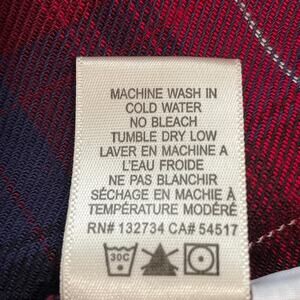 MACHINE WASH IN
COLD WATER
NO BLEACH
TUMBLE DRY LOW
LAVER EN MACHINE A
L'EAU FROIDE
NE PAS BLANCHIR
SÉCHAGE EN MACHIE À
TEMPÉRATURE MODÉRÉ
RN# 132734 CA# 54517
30C